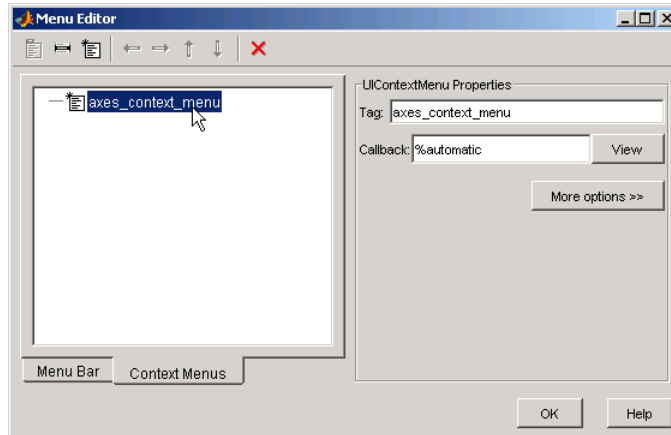 Menu Editor
axes_context_menu
UIContextMenu Properties
Tag: axes_context_menu
Callback: %automatic View
More options >>
Menu Bar Context Menus
OK Help